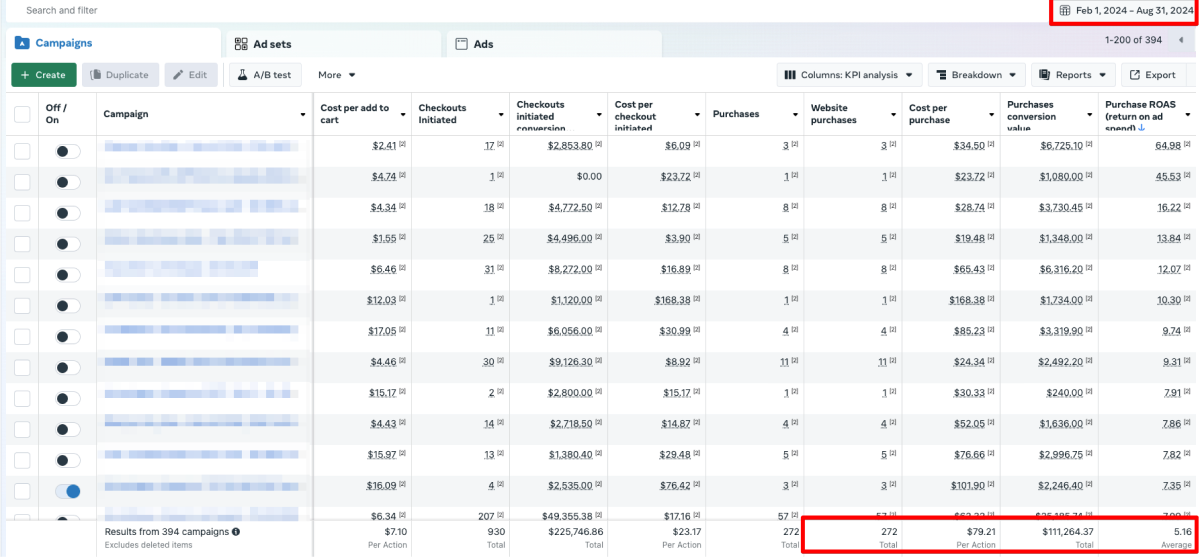 Search and filter
Feb 1, 2024 – Aug 31, 2024
Campaigns
Ad sets
Ads
1-200 of 394
+ Create
Duplicate
Edit
A/B test
More
Columns: KPI analysis
Breakdown
Reports
Export
Off / On
Campaign
Cost per add to cart
Checkouts Initiated
Checkouts initiated conversion
Cost per checkout initiated
Purchases
Website purchases
Cost per purchase
Purchases conversion value
Purchase ROAS (return on ad spend) ↓
$2.41 [2] 17 [2] $2,853.80 [2] $6.09 [2] 3 [2] 3 [2] $34.50 [2] $6,725.10 [2] 64.98 [2]
$4.74 [2] 1 [2] $0.00 $23.72 [2] 1 [2] 1 [2] $23.72 [2] $1,080.00 [2] 45.53 [2]
$4.34 [2] 18 [2] $4,772.50 [2] $12.78 [2] 8 [2] 8 [2] $28.74 [2] $3,730.45 [2] 16.22 [2]
$1.55 [2] 25 [2] $4,496.00 [2] $3.90 [2] 5 [2] 5 [2] $19.48 [2] $1,348.00 [2] 13.84 [2]
$6.46 [2] 31 [2] $8,272.00 [2] $16.89 [2] 8 [2] 8 [2] $65.43 [2] $6,316.20 [2] 12.07 [2]
$12.03 [2] 1 [2] $1,120.00 [2] $168.38 [2] 1 [2] 1 [2] $168.38 [2] $1,734.00 [2] 10.30 [2]
$17.05 [2] 11 [2] $6,056.00 [2] $30.99 [2] 4 [2] 4 [2] $85.23 [2] $3,319.90 [2] 9.74 [2]
$4.46 [2] 30 [2] $9,126.30 [2] $8.92 [2] 11 [2] 11 [2] $24.34 [2] $2,492.20 [2] 9.31 [2]
$15.17 [2] 2 [2] $2,800.00 [2] $15.17 [2] 1 [2] 1 [2] $30.33 [2] $240.00 [2] 7.91 [2]
$4.43 [2] 14 [2] $2,718.50 [2] $14.87 [2] 4 [2] 4 [2] $52.05 [2] $1,636.00 [2] 7.86 [2]
$15.97 [2] 13 [2] $1,380.40 [2] $29.48 [2] 5 [2] 5 [2] $76.66 [2] $2,996.75 [2] 7.82 [2]
$16.09 [2] 4 [2] $2,535.00 [2] $76.42 [2] 3 [2] 3 [2] $101.90 [2] $2,246.40 [2] 7.35 [2]
$6.34 [2] 207 [2] $49,355.38 [2] $17.16 [2] 57 [2]
Results from 394 campaigns $7.10 930 $225,746.86 $23.17 272 272 $79.21 $111,264.37 5.16
Excludes deleted items Per Action Total Total Per Action Total Total Per Action Total Average